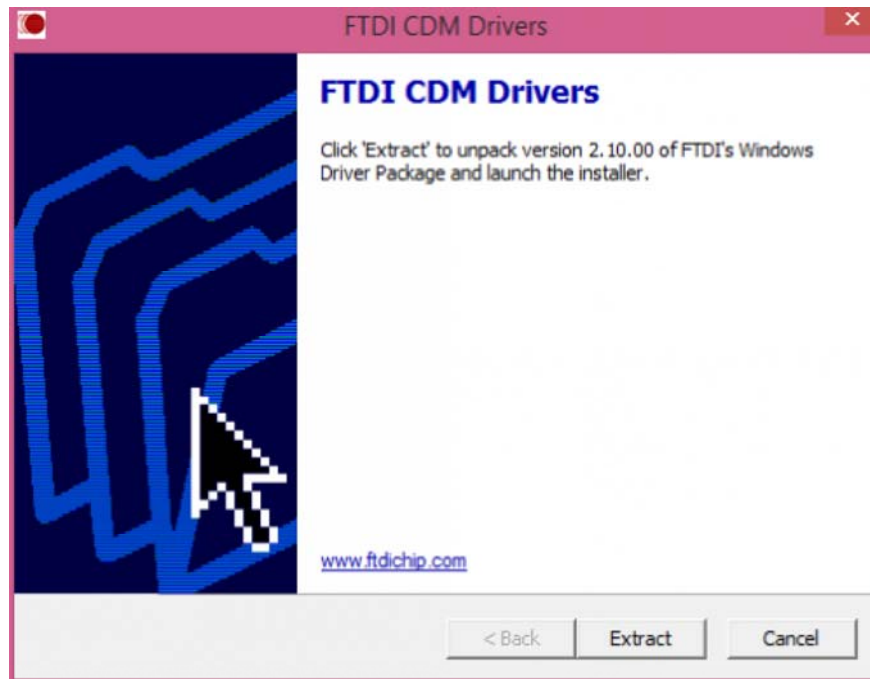 FTDI CDM Drivers
FTDI CDM Drivers
Click 'Extract' to unpack version 2.10.00 of FTDI's Windows
Driver Package and launch the installer.
www.ftdichip.com
< Back
Extract
Cancel